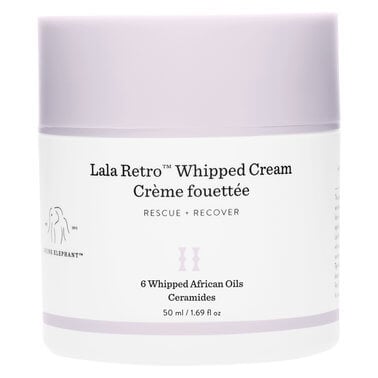 Lala Retro™ Whipped Cream
Crème fouettée
RESCUE + RECOVER
ELEPHANT™
6 Whipped African Oils
Ceramides
50 ml / 1.69 fl oz